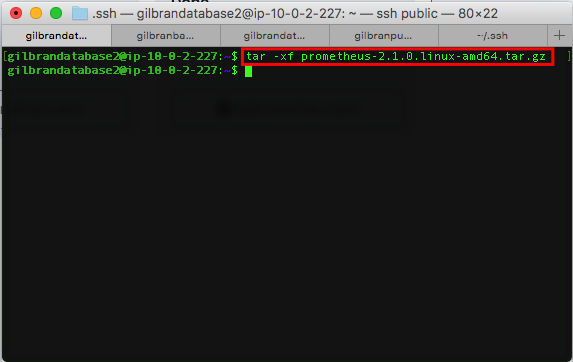 .ssh — gilbrandatabase2@ip-10-0-2-227: ~ — ssh public — 80×22
gilbrandat... gilbranba... gilbrandat... gilbranpu... ~/.ssh +
[gilbrandatabase2@ip-10-0-2-227:~$ tar -xf prometheus-2.1.0.linux-amd64.tar.gz ]
gilbrandatabase2@ip-10-0-2-227:~$